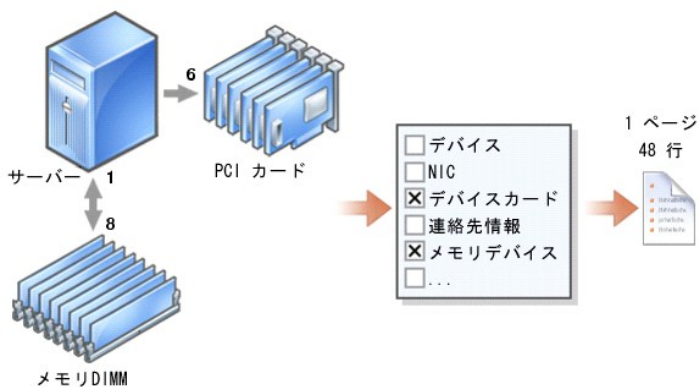 6
PCI カード
サーバー 1
8
メモリDIMM
デバイス
NIC
デバイスカード
連絡先情報
メモリデバイス
...
1 ページ
48 行